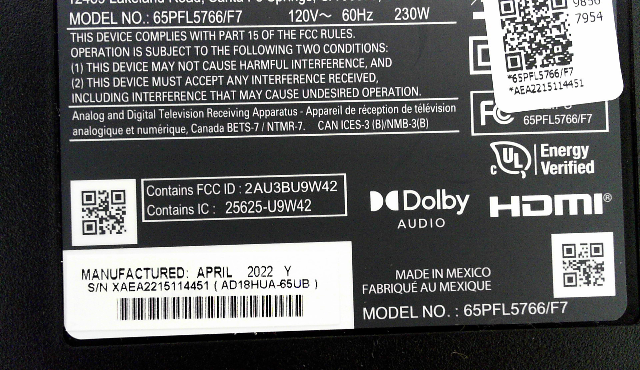 MODEL NO.: 65PFL5766/F7 120V~ 60Hz 230W
THIS DEVICE COMPLIES WITH PART 15 OF THE FCC RULES.
OPERATION IS SUBJECT TO THE FOLLOWING TWO CONDITIONS:
(1) THIS DEVICE MAY NOT CAUSE HARMFUL INTERFERENCE, AND
(2) THIS DEVICE MUST ACCEPT ANY INTERFERENCE RECEIVED,
INCLUDING INTERFERENCE THAT MAY CAUSE UNDESIRED OPERATION.
Analog and Digital Television Receiving Apparatus - Appareil de réception de télévision
analogique et numérique, Canada BETS-7 / NTMR-7. CAN ICES-3 (B)/NMB-3(B)
9850
7954
*65PFL5766/F7
*AEA2215114451
FC
65PFL5766/F7
c UL
Energy
Verified
Contains FCC ID : 2AU3BU9W42
Contains IC : 25625-U9W42
Dolby
AUDIO
HDMI®
MANUFACTURED: APRIL 2022 Y
S/N XAEA2215114451 ( AD18HUA-65UB )
MADE IN MEXICO
FABRIQUÉ AU MEXIQUE
MODEL NO. : 65PFL5766/F7